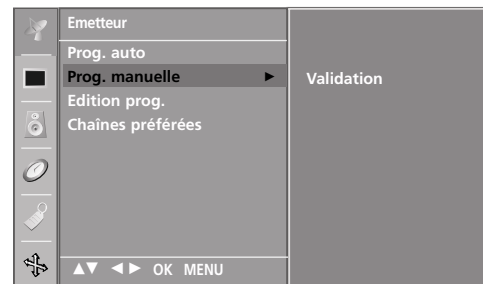 Emetteur
Prog. auto
Prog. manuelle ►
Validation
Edition prog.
Chaînes préférées
▲▼ ◄► OK MENU